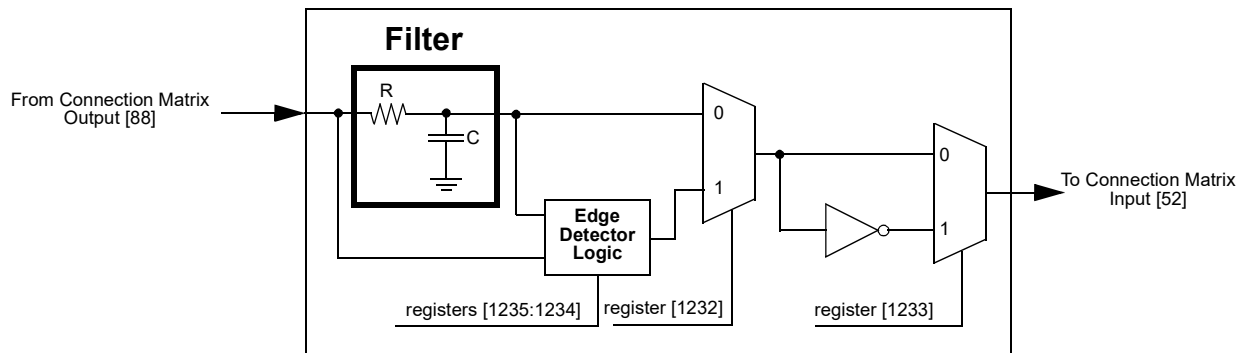 Filter
R
From Connection Matrix
Output [88]
0
C
0
To Connection Matrix
Input [52]
1
Edge
Detector
Logic
1
registers [1235:1234]
register [1232]
register [1233]